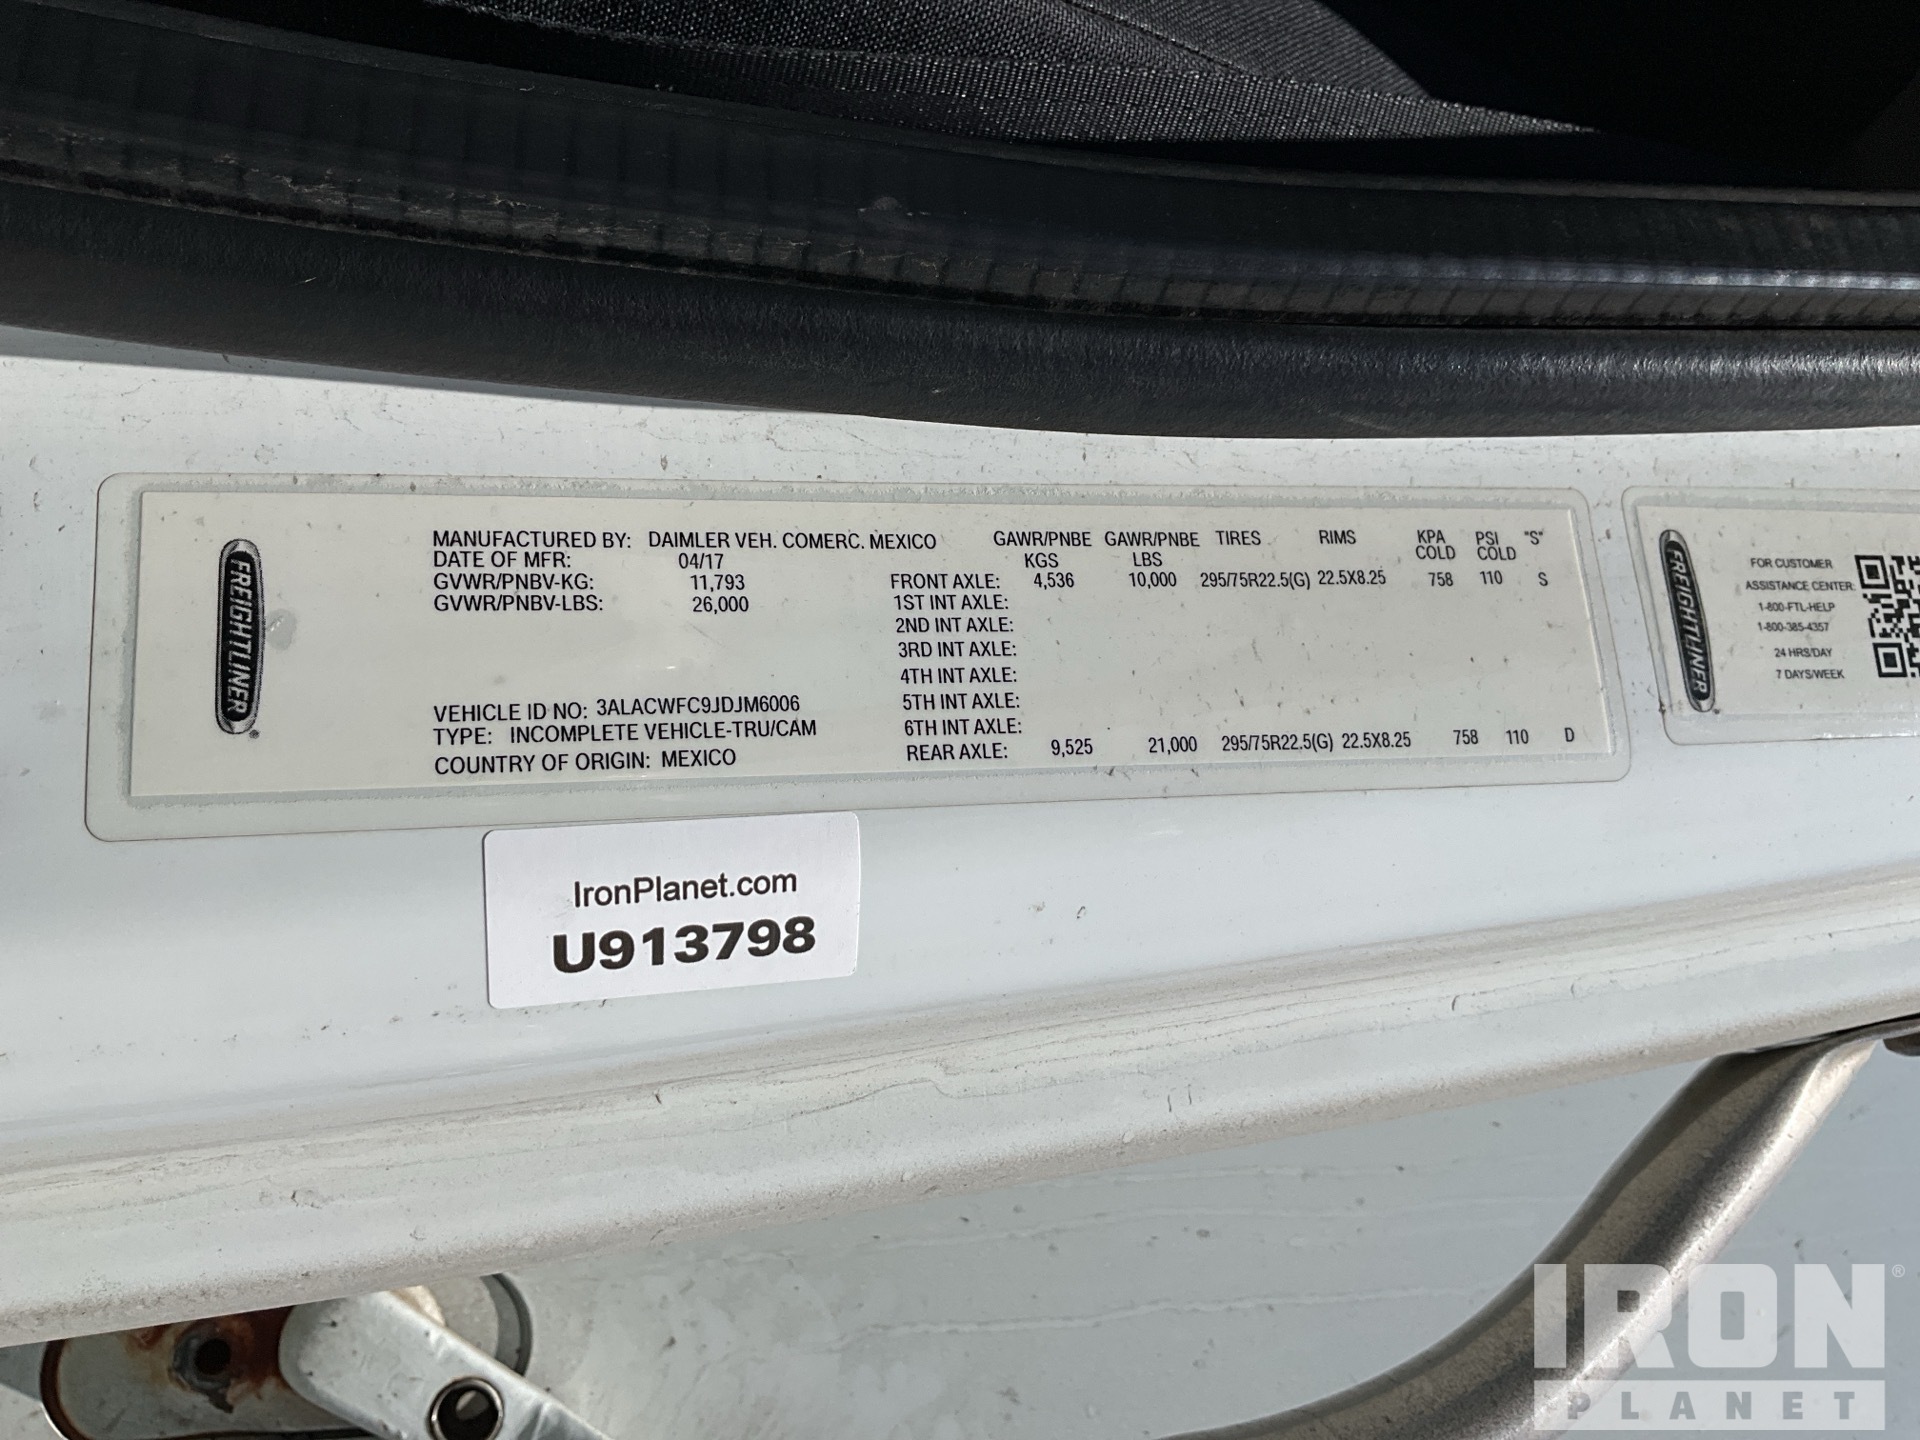 FREIGHTLINER
MANUFACTURED BY: DAIMLER VEH. COMERC. MEXICO
DATE OF MFR: 04/17
GVWR/PNBV-KG: 11,793
GVWR/PNBV-LBS: 26,000
VEHICLE ID NO: 3ALACWFC9JDJM6006
TYPE: INCOMPLETE VEHICLE-TRU/CAM
COUNTRY OF ORIGIN: MEXICO
GAWR/PNBE GAWR/PNBE TIRES RIMS KPA PSI "S"
KGS LBS COLD COLD
FRONT AXLE: 4,536 10,000 295/75R22.5(G) 22.5X8.25 758 110 S
1ST INT AXLE:
2ND INT AXLE:
3RD INT AXLE:
4TH INT AXLE:
5TH INT AXLE:
6TH INT AXLE:
REAR AXLE: 9,525 21,000 295/75R22.5(G) 22.5X8.25 758 110 D
FREIGHTLINER
FOR CUSTOMER
ASSISTANCE CENTER:
1-800-FTL-HELP
1-800-385-4357
24 HRS/DAY
7 DAYS/WEEK
IronPlanet.com
U913798
IRON
PLANET